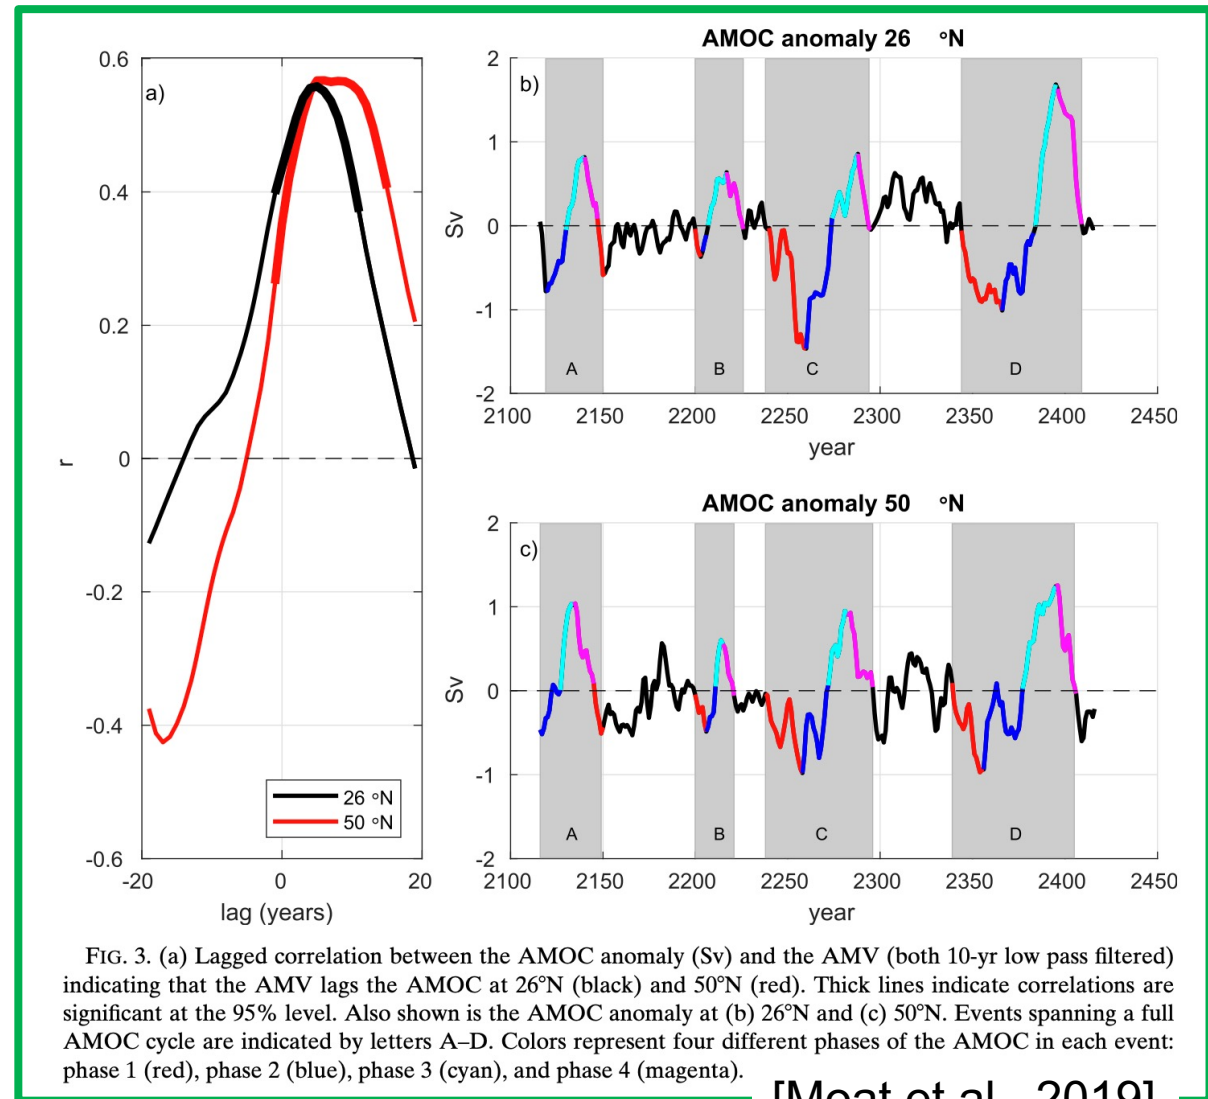 AMOC anomaly 26 °N
a)
b)
0.6
0.4
0.2
0
-0.2
-0.4
-0.6
r
-20
0
20
lag (years)
26 °N
50 °N
2
1
0
-1
-2
Sv
A
B
C
D
2100
2150
2200
2250
2300
2350
2400
2450
year
AMOC anomaly 50 °N
c)
2
1
0
-1
-2
Sv
A
B
C
D
2100
2150
2200
2250
2300
2350
2400
2450
year
FIG. 3. (a) Lagged correlation between the AMOC anomaly (Sv) and the AMV (both 10-yr low pass filtered)
indicating that the AMV lags the AMOC at 26°N (black) and 50°N (red). Thick lines indicate correlations are
significant at the 95% level. Also shown is the AMOC anomaly at (b) 26°N and (c) 50°N. Events spanning a full
AMOC cycle are indicated by letters A–D. Colors represent four different phases of the AMOC in each event:
phase 1 (red), phase 2 (blue), phase 3 (cyan), and phase 4 (magenta).
[Moat et al., 2019]